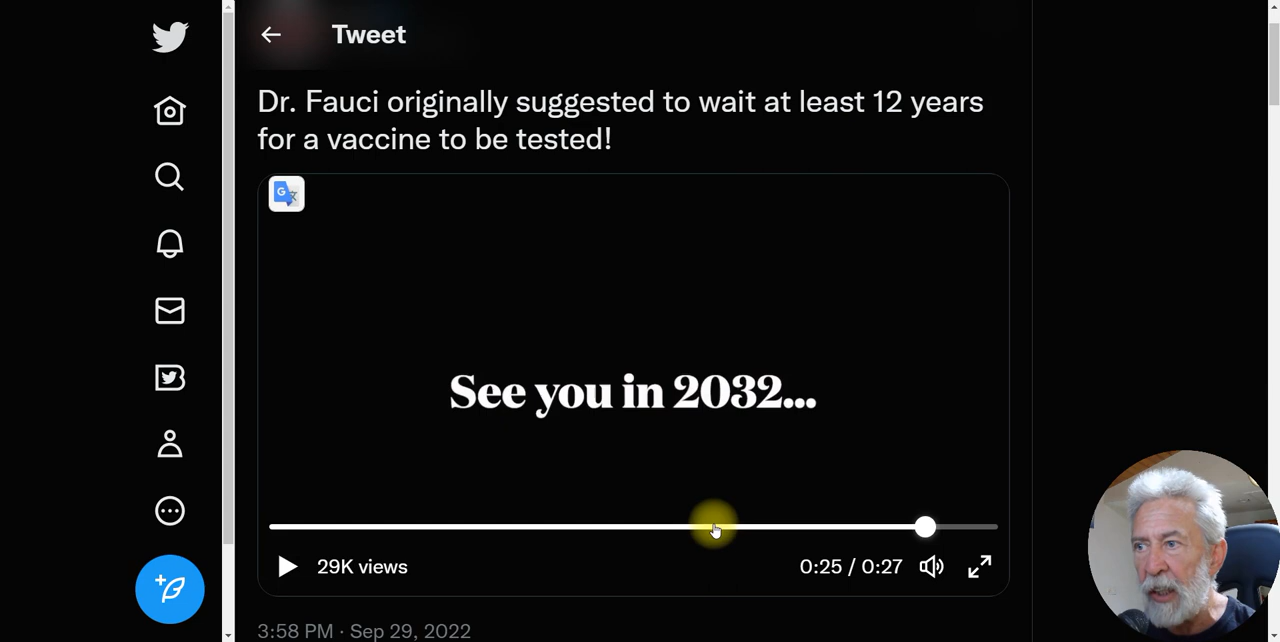 Tweet
Dr. Fauci originally suggested to wait at least 12 years
for a vaccine to be tested!
G
See you in 2032...
29K views
0:25 / 0:27
3:58 PM · Sep 29, 2022